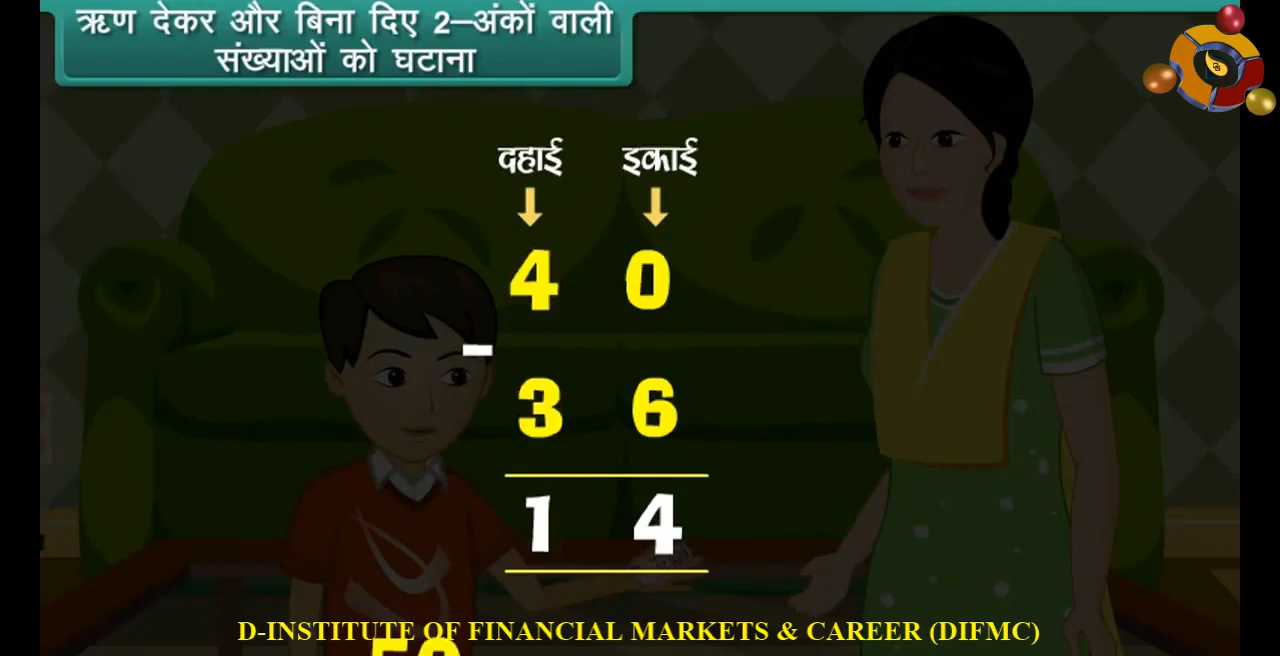 ऋण देकर और बिना दिए 2–अंकों वाली
संख्याओं को घटाना
दहाई इकाई
4 0
-
3 6
1 4
D-INSTITUTE OF FINANCIAL MARKETS & CAREER (DIFMC)